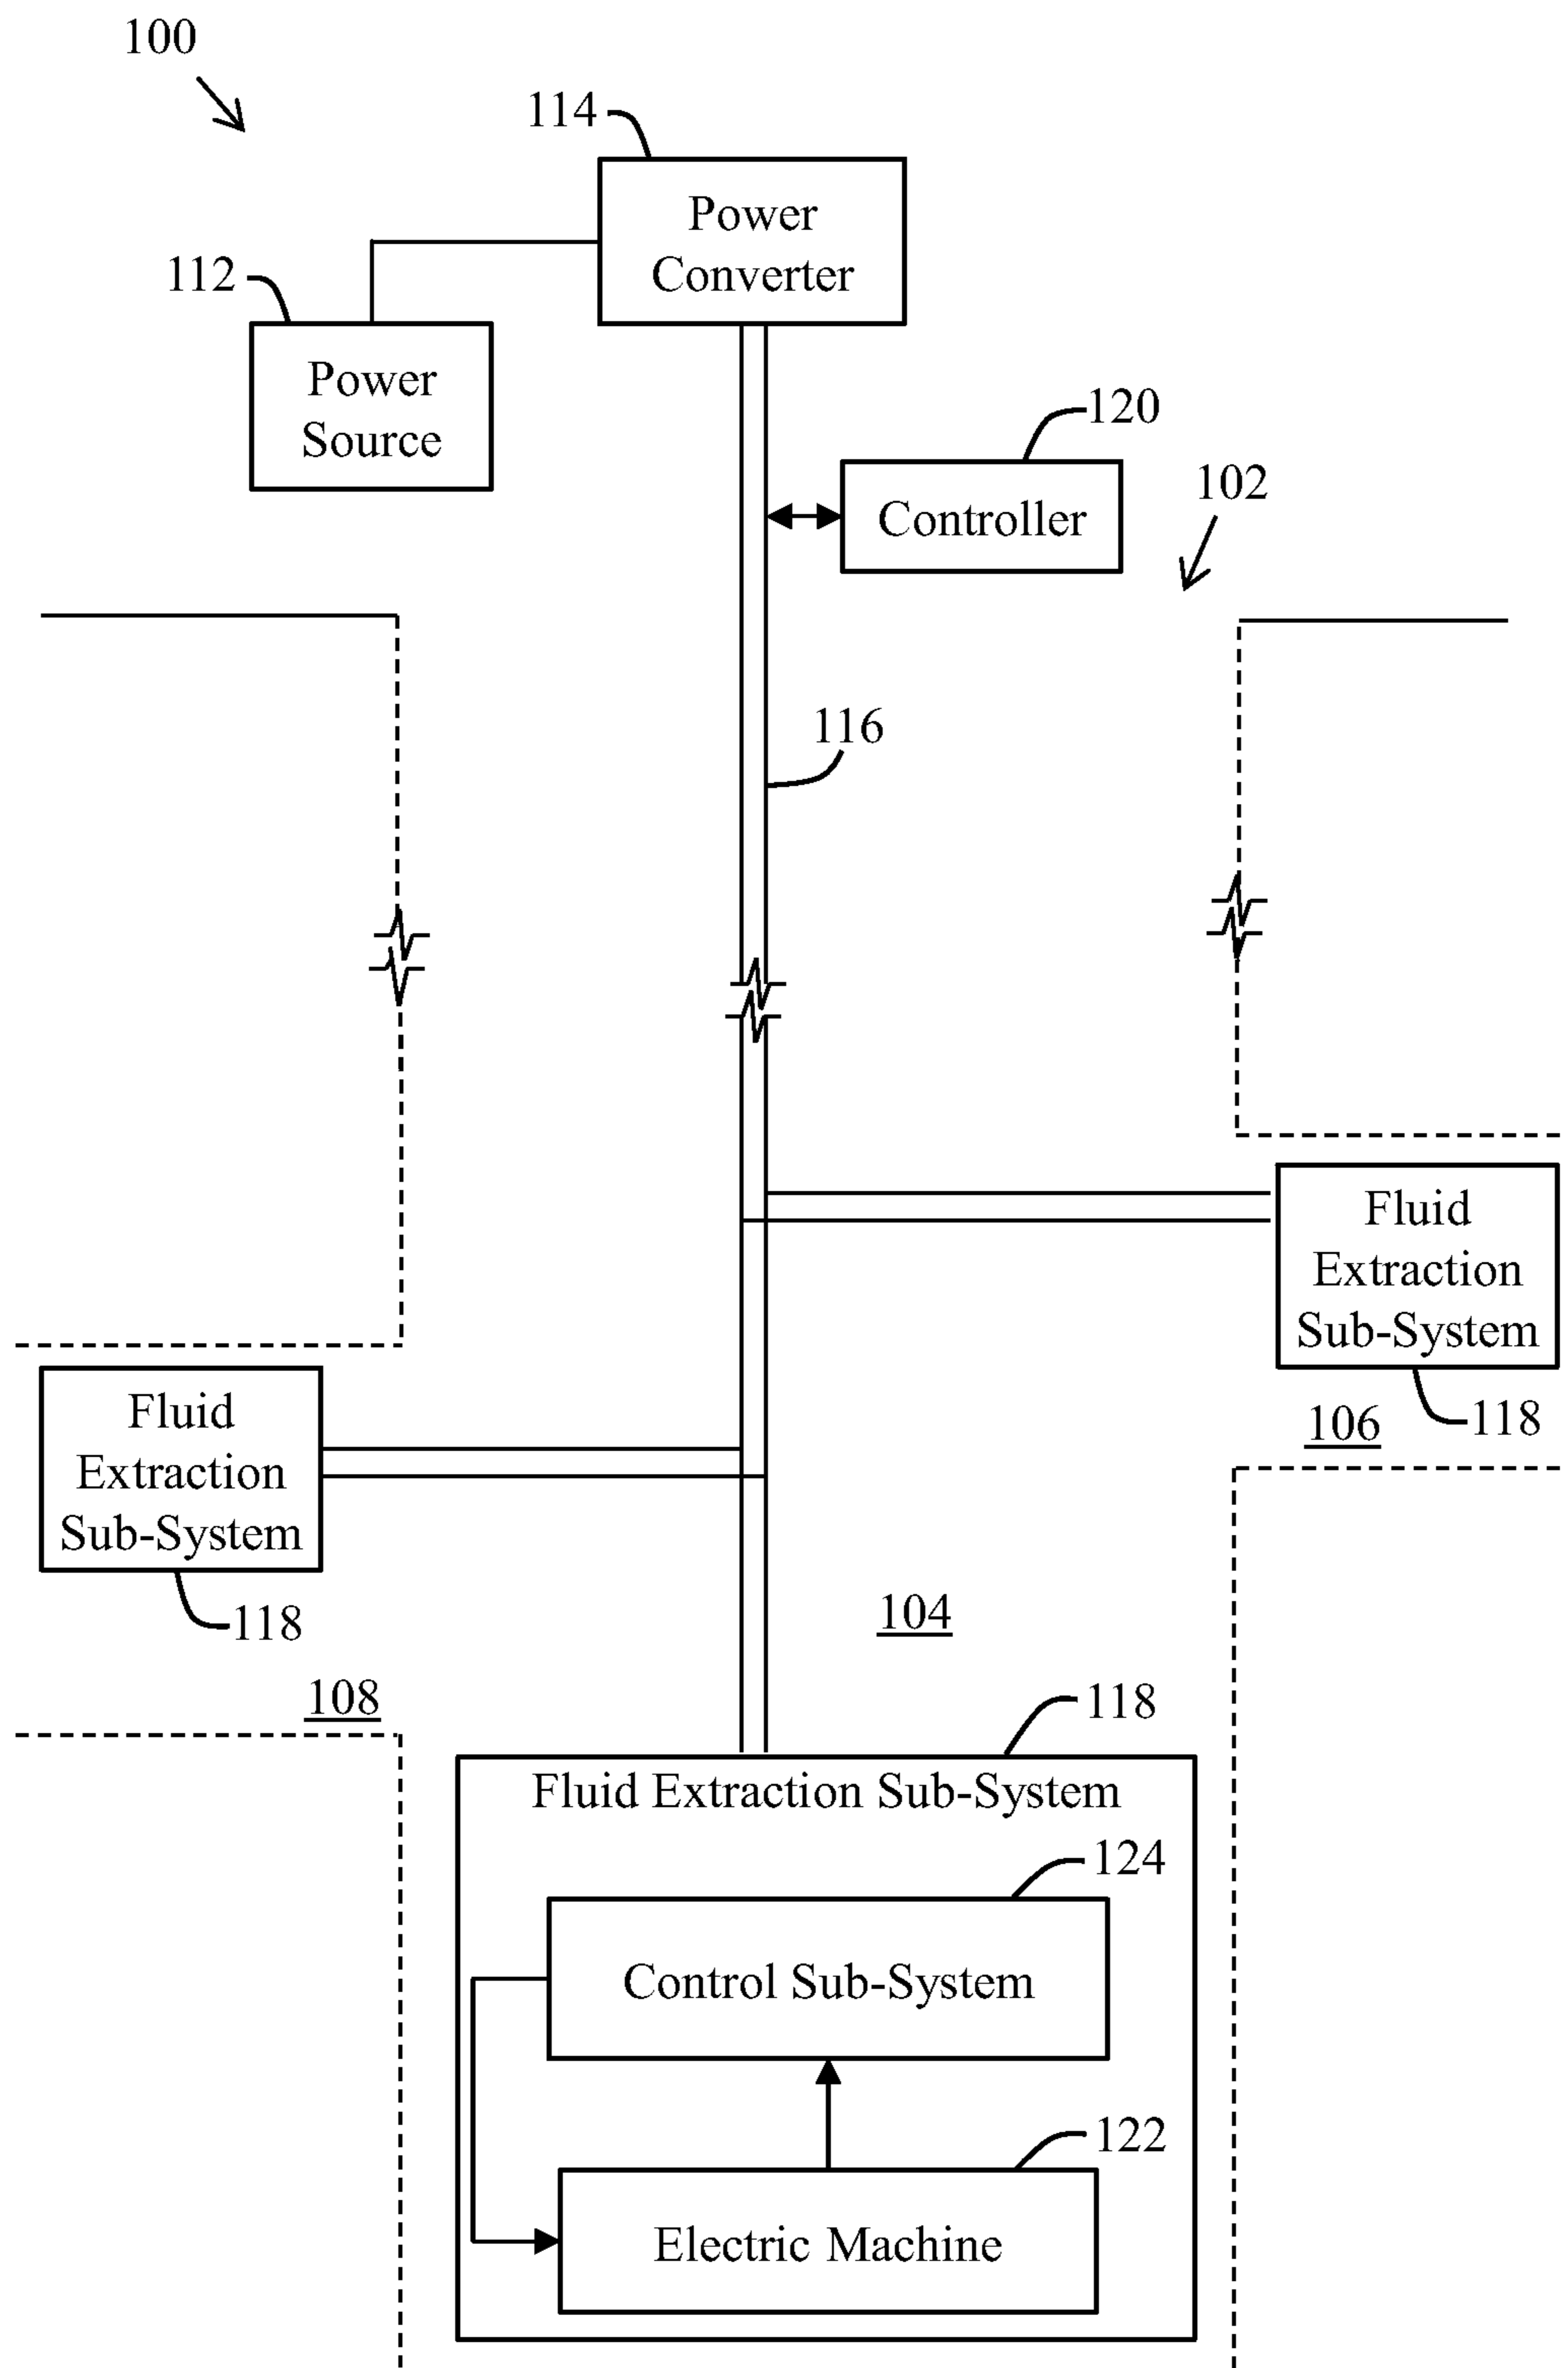 100
114
Power
Converter
112
Power
Source
120
Controller
102
116
Fluid
Extraction
Sub-System
118
106
Fluid
Extraction
Sub-System
118
104
108
118
Fluid Extraction Sub-System
124
Control Sub-System
122
Electric Machine